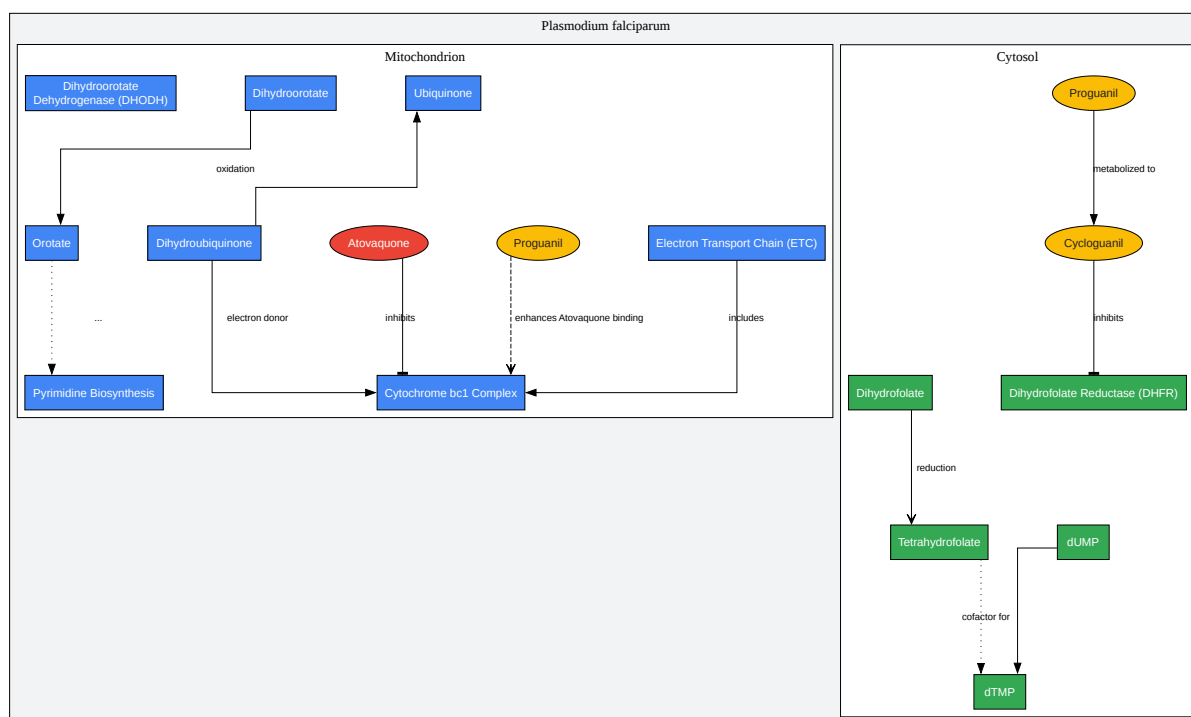 Plasmodium falciparum
Mitochondrion
Cytosol
Dihydroorotate
Dehydrogenase (DHODH)
Dihydroorotate
Ubiquinone
Proguanil
oxidation
metabolized to
Orotate
Dihydroubiquinone
Atovaquone
Proguanil
Electron Transport Chain (ETC)
Cycloguanil
...
electron donor
inhibits
enhances Atovaquone binding
includes
inhibits
Pyrimidine Biosynthesis
Cytochrome bc1 Complex
Dihydrofolate
Dihydrofolate Reductase (DHFR)
reduction
Tetrahydrofolate
dUMP
cofactor for
dTMP